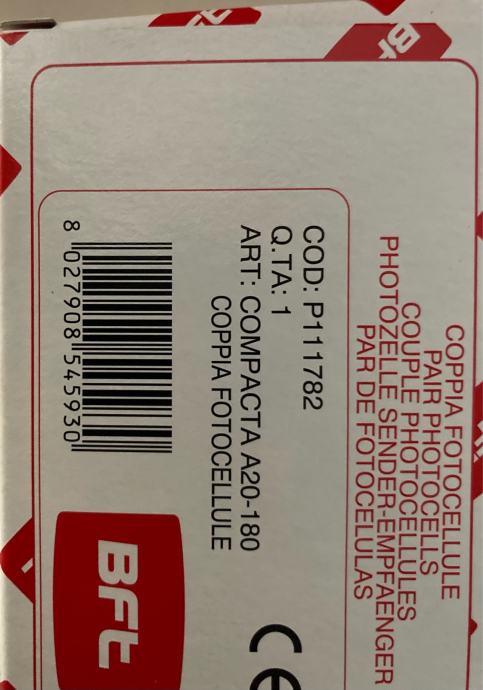 COPPIA FOTOCELLULE
PAIR PHOTOCELLS
COUPLE PHOTOCELLULES
PHOTOZELLE SENDER-EMPFAENGER
PAR DE FOTOCELULAS
COD: P111782
Q.TA: 1
ART: COMPACTA A20-180
COPPIA FOTOCELLULE
8 027908 545930
BFT
CE